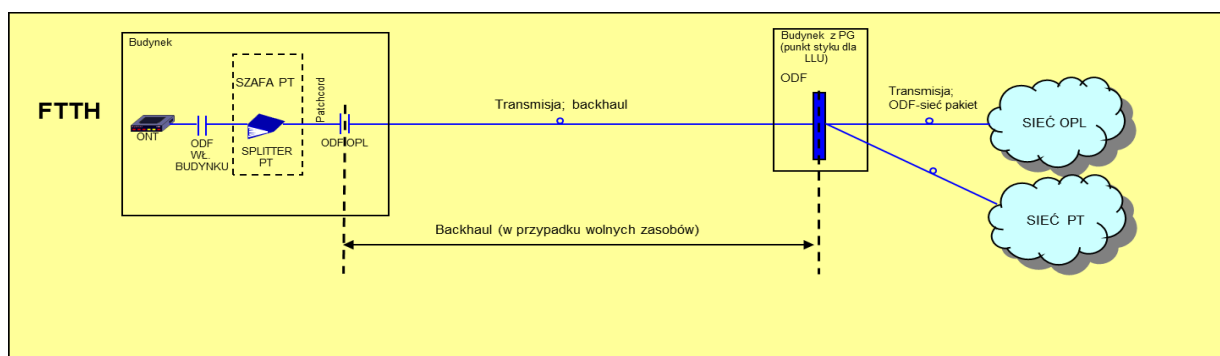 FTTH
Budynek
SZAFA PT
Patchcord
ONT
ODF
WŁ.
BUDYNKU
SPLITTER
PT
ODF OPL
Transmisja; backhaul
Backhaul (w przypadku wolnych zasobów)
Budynek z PG
(punkt styku dla
LLU)
ODF
Transmisja;
ODF-sieć pakiet
SIEĆ OPL
SIEĆ PT